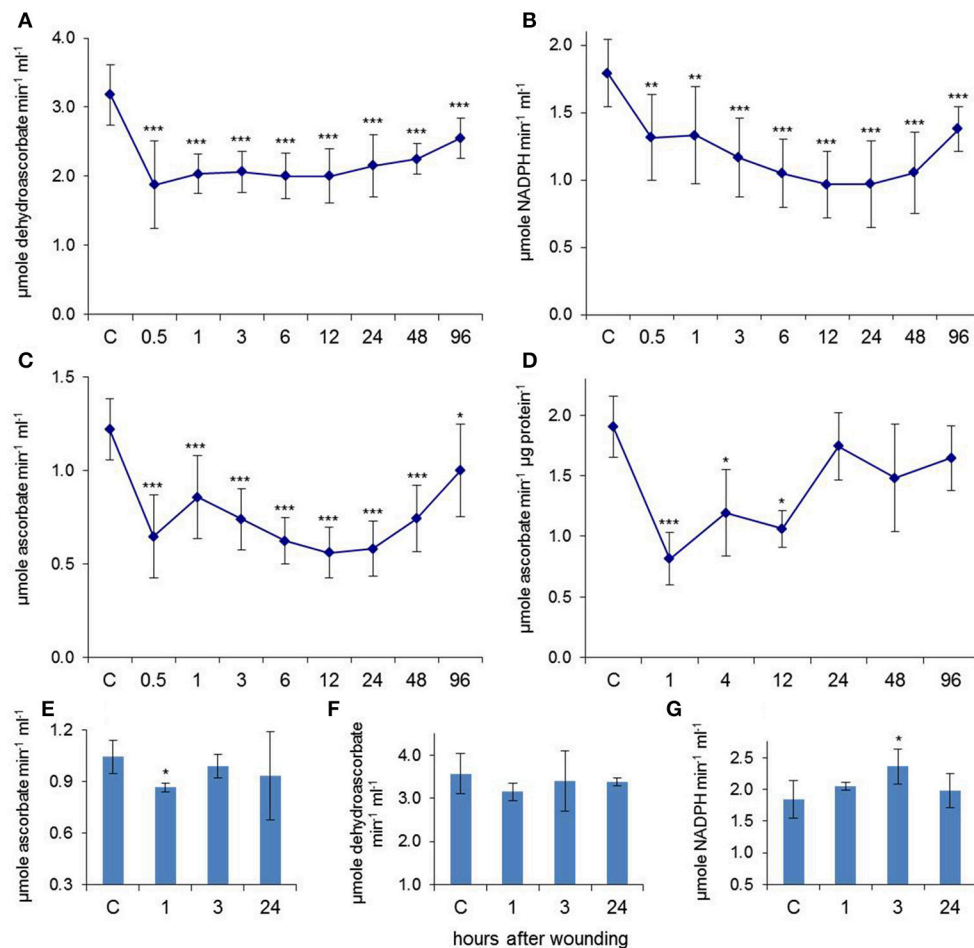 A
B
4.0
3.0
2.0
1.0
0.0
µmole dehydroascorbate min-1 ml-1
***
***
***
***
***
***
***
***
C 0.5 1 3 6 12 24 48 96
2.0
1.5
1.0
0.5
0.0
µmole NADPH min-1 ml-1
**
**
***
***
***
***
***
***
C 0.5 1 3 6 12 24 48 96
C
D
1.5
1.0
0.5
0.0
µmole ascorbate min-1 ml-1
***
***
***
***
***
***
***
*
C 0.5 1 3 6 12 24 48 96
2.0
1.5
1.0
0.5
0.0
µmole ascorbate min-1 µg protein-1
***
*
*
C 1 4 12 24 48 96
E
F
G
1.2
0.9
0.6
0.3
µmole ascorbate min-1 ml-1
*
C 1 3 24
4.0
3.0
2.0
1.0
µmole dehydroascorbate
min-1 ml-1
C 1 3 24
2.5
2.0
1.5
1.0
0.5
µmole NADPH min-1 ml-1
*
C 1 3 24
hours after wounding